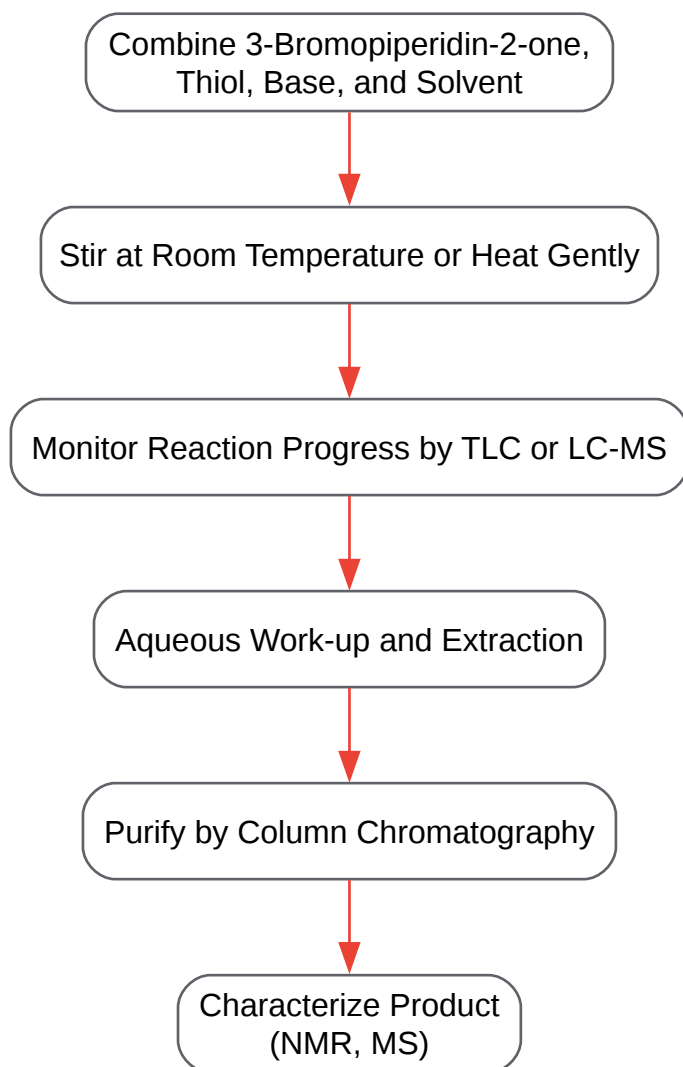 Combine 3-Bromopiperidin-2-one,
Thiol, Base, and Solvent
Stir at Room Temperature or Heat Gently
Monitor Reaction Progress by TLC or LC-MS
Aqueous Work-up and Extraction
Purify by Column Chromatography
Characterize Product
(NMR, MS)